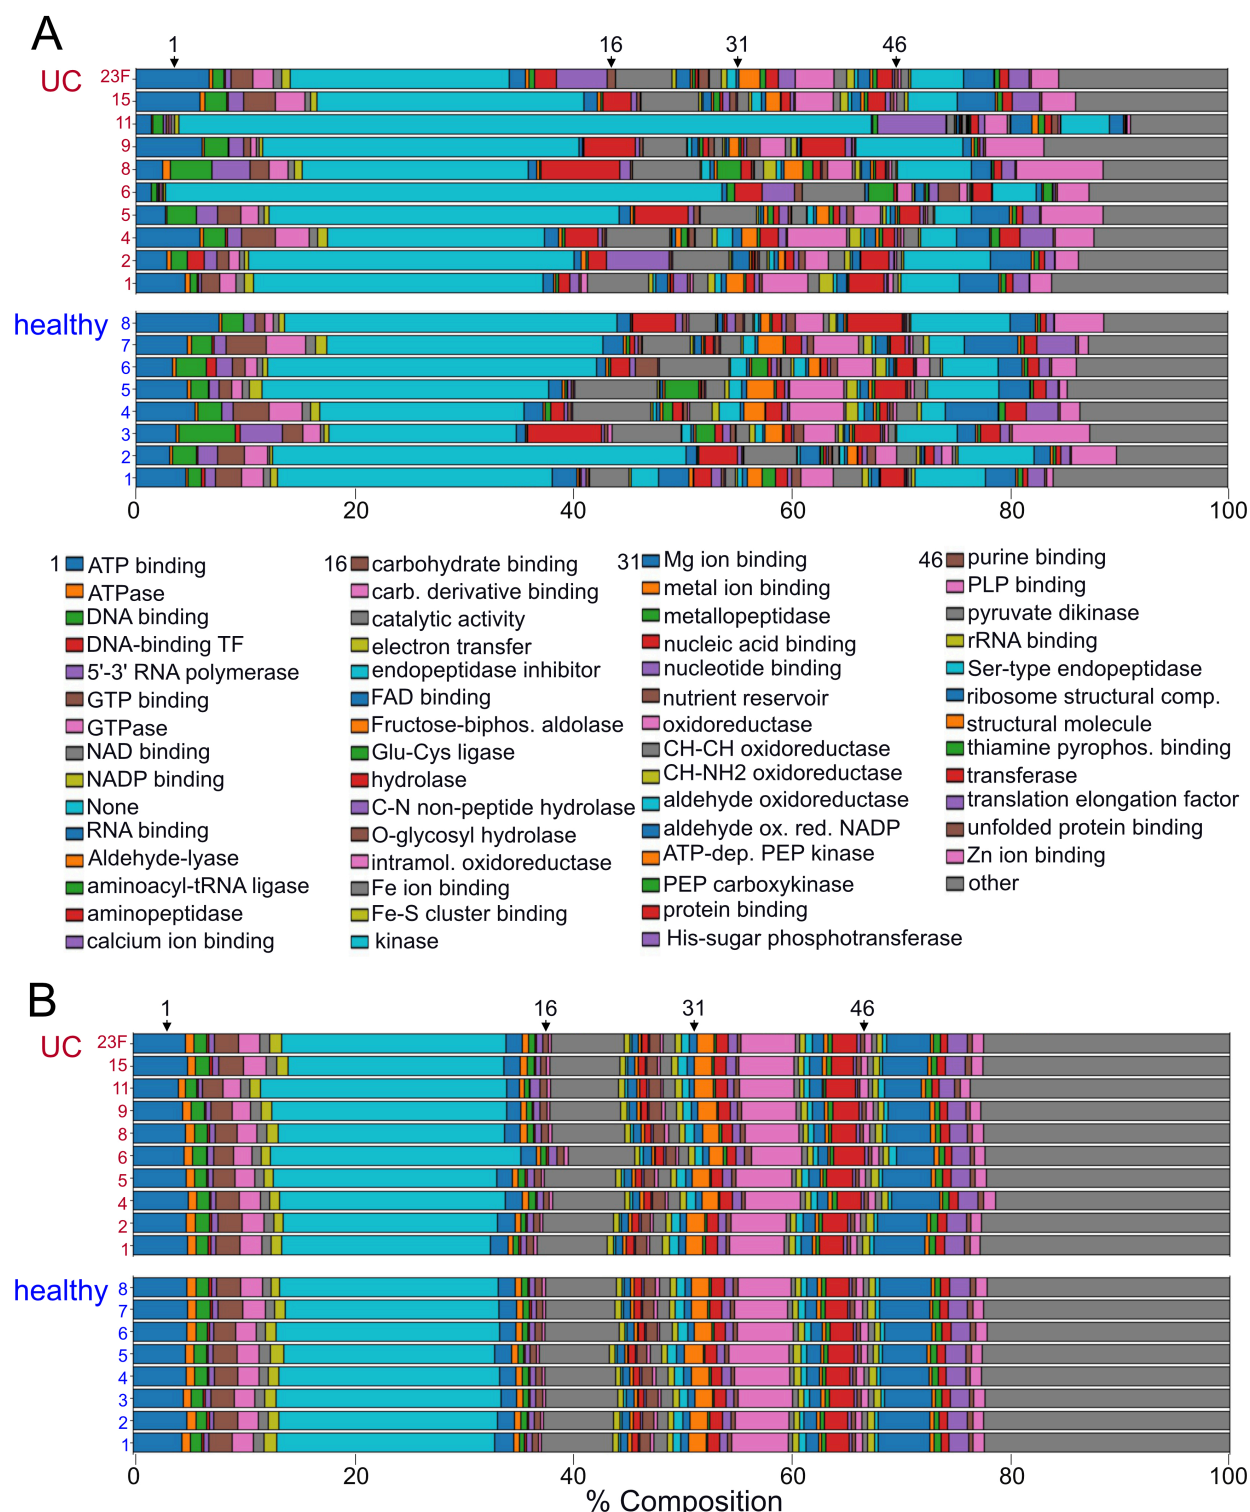 A
1 16 31 46
UC
23F
15
11
9
8
6
5
4
2
1
healthy
8
7
6
5
4
3
2
1
0 20 40 60 80 100
1 ATP binding
ATPase
DNA binding
DNA-binding TF
5'-3' RNA polymerase
GTP binding
GTPase
NAD binding
NADP binding
None
RNA binding
Aldehyde-lyase
aminoacyl-tRNA ligase
aminopeptidase
calcium ion binding
16 carbohydrate binding
carb. derivative binding
catalytic activity
electron transfer
endopeptidase inhibitor
FAD binding
Fructose-biphos. aldolase
Glu-Cys ligase
hydrolase
C-N non-peptide hydrolase
O-glycosyl hydrolase
intramol. oxidoreductase
Fe ion binding
Fe-S cluster binding
kinase
31 Mg ion binding
metal ion binding
metallopeptidase
nucleic acid binding
nucleotide binding
nutrient reservoir
oxidoreductase
CH-CH oxidoreductase
CH-NH2 oxidoreductase
aldehyde oxidoreductase
aldehyde ox. red. NADP
ATP-dep. PEP kinase
PEP carboxykinase
protein binding
His-sugar phosphotransferase
46 purine binding
PLP binding
pyruvate dikinase
rRNA binding
Ser-type endopeptidase
ribosome structural comp.
structural molecule
thiamine pyrophos. binding
transferase
translation elongation factor
unfolded protein binding
Zn ion binding
other
B
1 16 31 46
UC
23F
15
11
9
8
6
5
4
2
1
healthy
8
7
6
5
4
3
2
1
0 20 40 60 80 100
% Composition